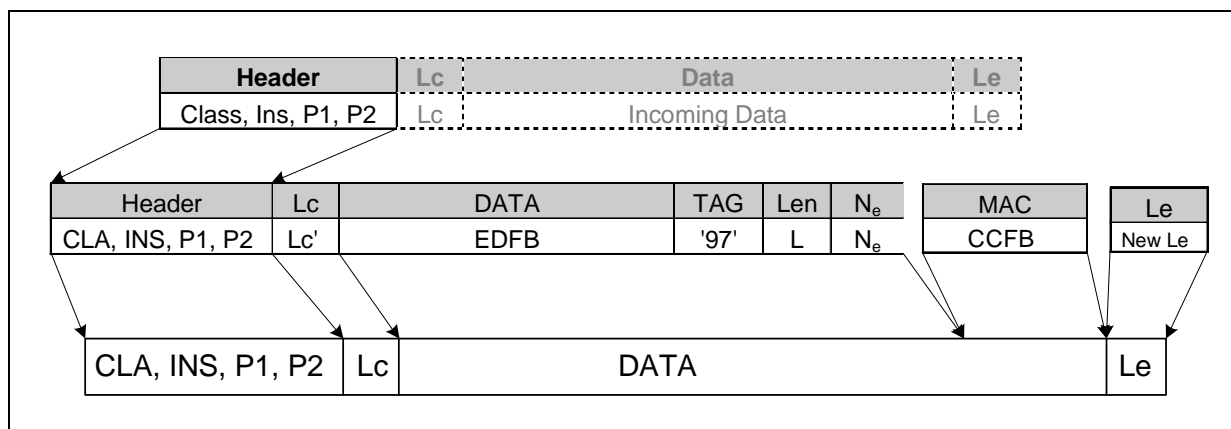 Header Lc Data Le
Class, Ins, P1, P2 Lc Incoming Data Le
Header Lc DATA TAG Len Ne MAC Le
CLA, INS, P1, P2 Lc' EDFB '97' L Ne CCFB New Le
CLA, INS, P1, P2 Lc DATA Le